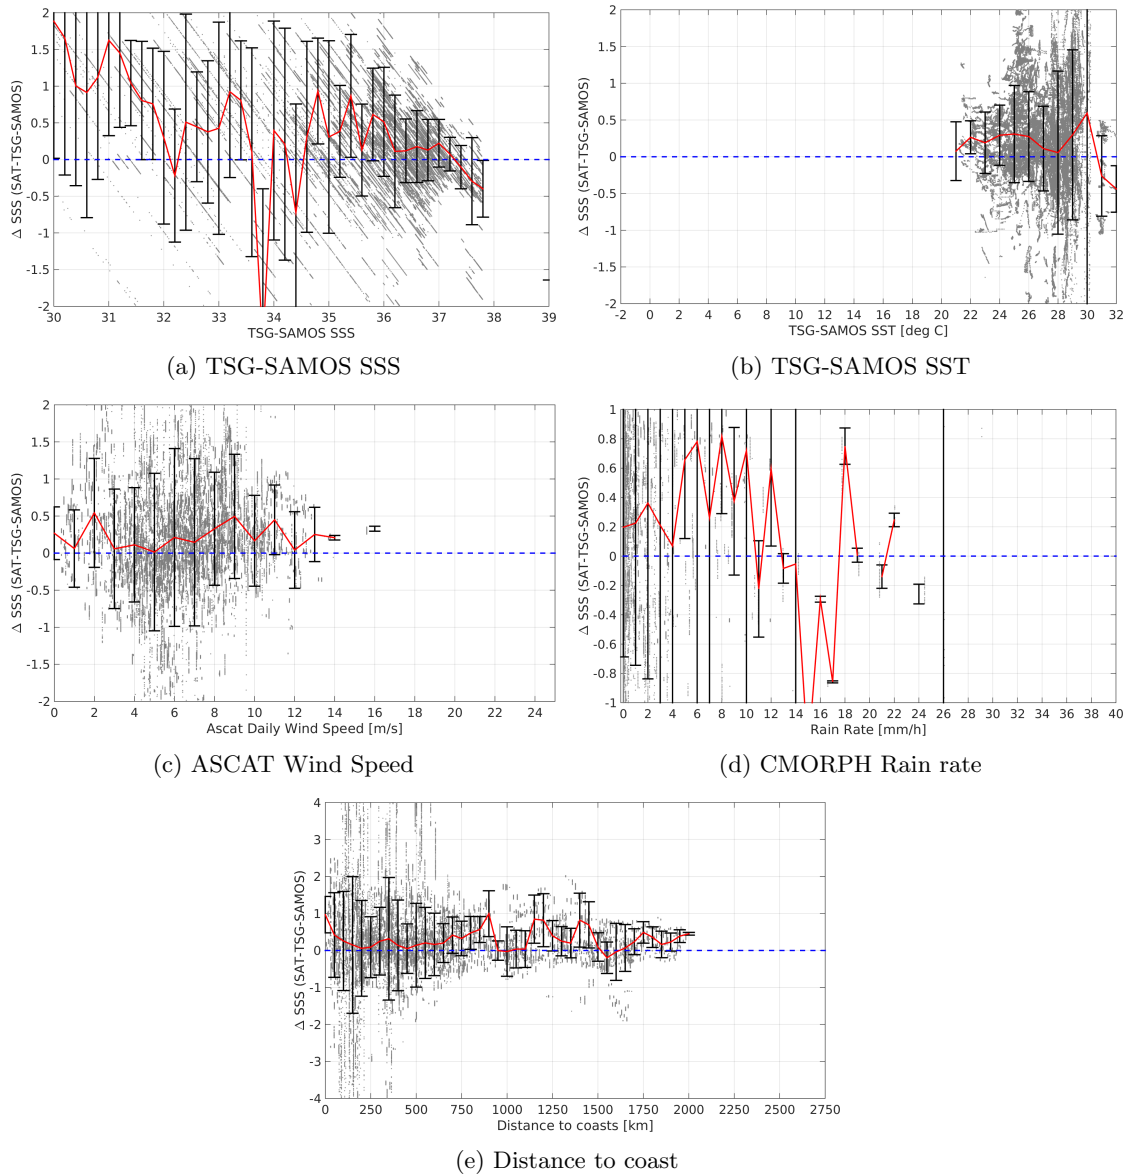 2
1.5
1
0.5
0
-0.5
-1
-1.5
-2
Δ SSS (SAT-TSG-SAMOS)
30 31 32 33 34 35 36 37 38 39
TSG-SAMOS SSS
(a) TSG-SAMOS SSS
2
1.5
1
0.5
0
-0.5
-1
-1.5
-2
Δ SSS (SAT-TSG-SAMOS)
-2 0 2 4 6 8 10 12 14 16 18 20 22 24 26 28 30 32
TSG-SAMOS SST [deg C]
(b) TSG-SAMOS SST
2
1.5
1
0.5
0
-0.5
-1
-1.5
-2
Δ SSS (SAT-TSG-SAMOS)
0 2 4 6 8 10 12 14 16 18 20 22 24
Ascat Daily Wind Speed [m/s]
(c) ASCAT Wind Speed
1
0.8
0.6
0.4
0.2
0
-0.2
-0.4
-0.6
-0.8
-1
Δ SSS (SAT-TSG-SAMOS)
0 2 4 6 8 10 12 14 16 18 20 22 24 26 28 30 32 34 36 38 40
Rain Rate [mm/h]
(d) CMORPH Rain rate
4
3
2
1
0
-1
-2
-3
-4
Δ SSS (SAT-TSG-SAMOS)
0 250 500 750 1000 1250 1500 1750 2000 2250 2500 2750
Distance to coasts [km]
(e) Distance to coast